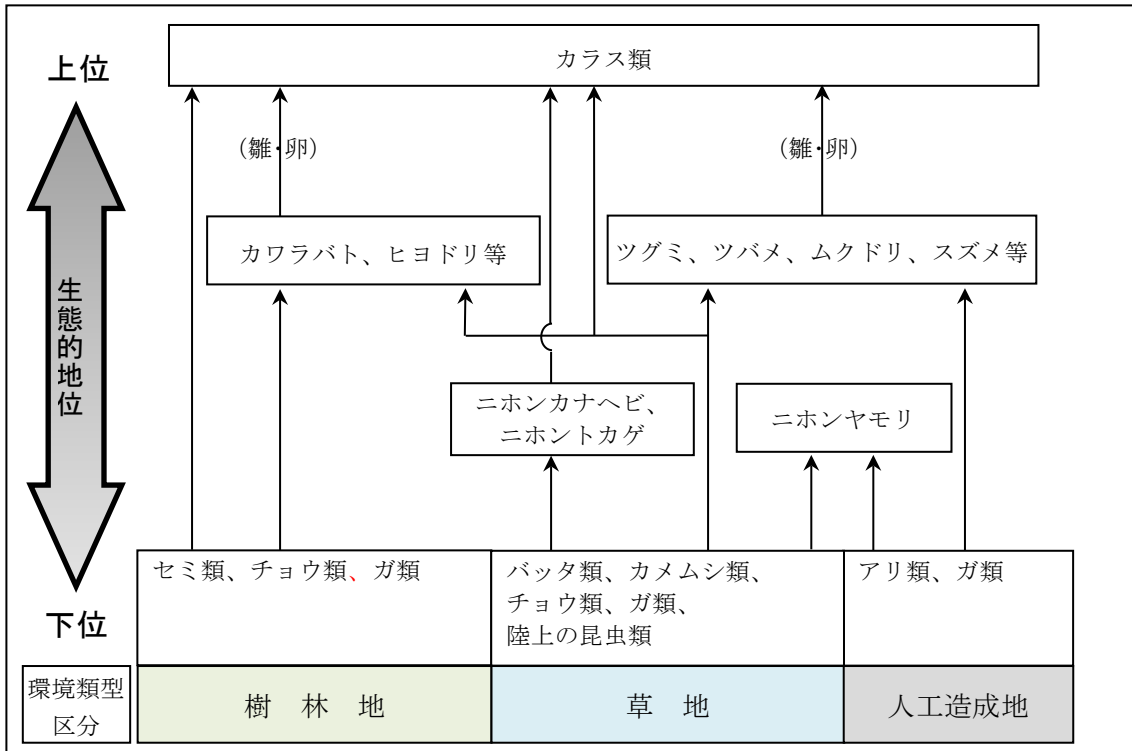 上位
カラス類
(雛・卵)
(雛・卵)
カワラバト、ヒヨドリ等
ツグミ、ツバメ、ムクドリ、スズメ等
生態的地位
ニホンカナヘビ、
ニホントカゲ
ニホンヤモリ
セミ類、チョウ類、ガ類
バッタ類、カメムシ類、
チョウ類、ガ類、
陸上の昆虫類
アリ類、ガ類
下位
環境類型
区分
樹 林 地
草 地
人工造成地